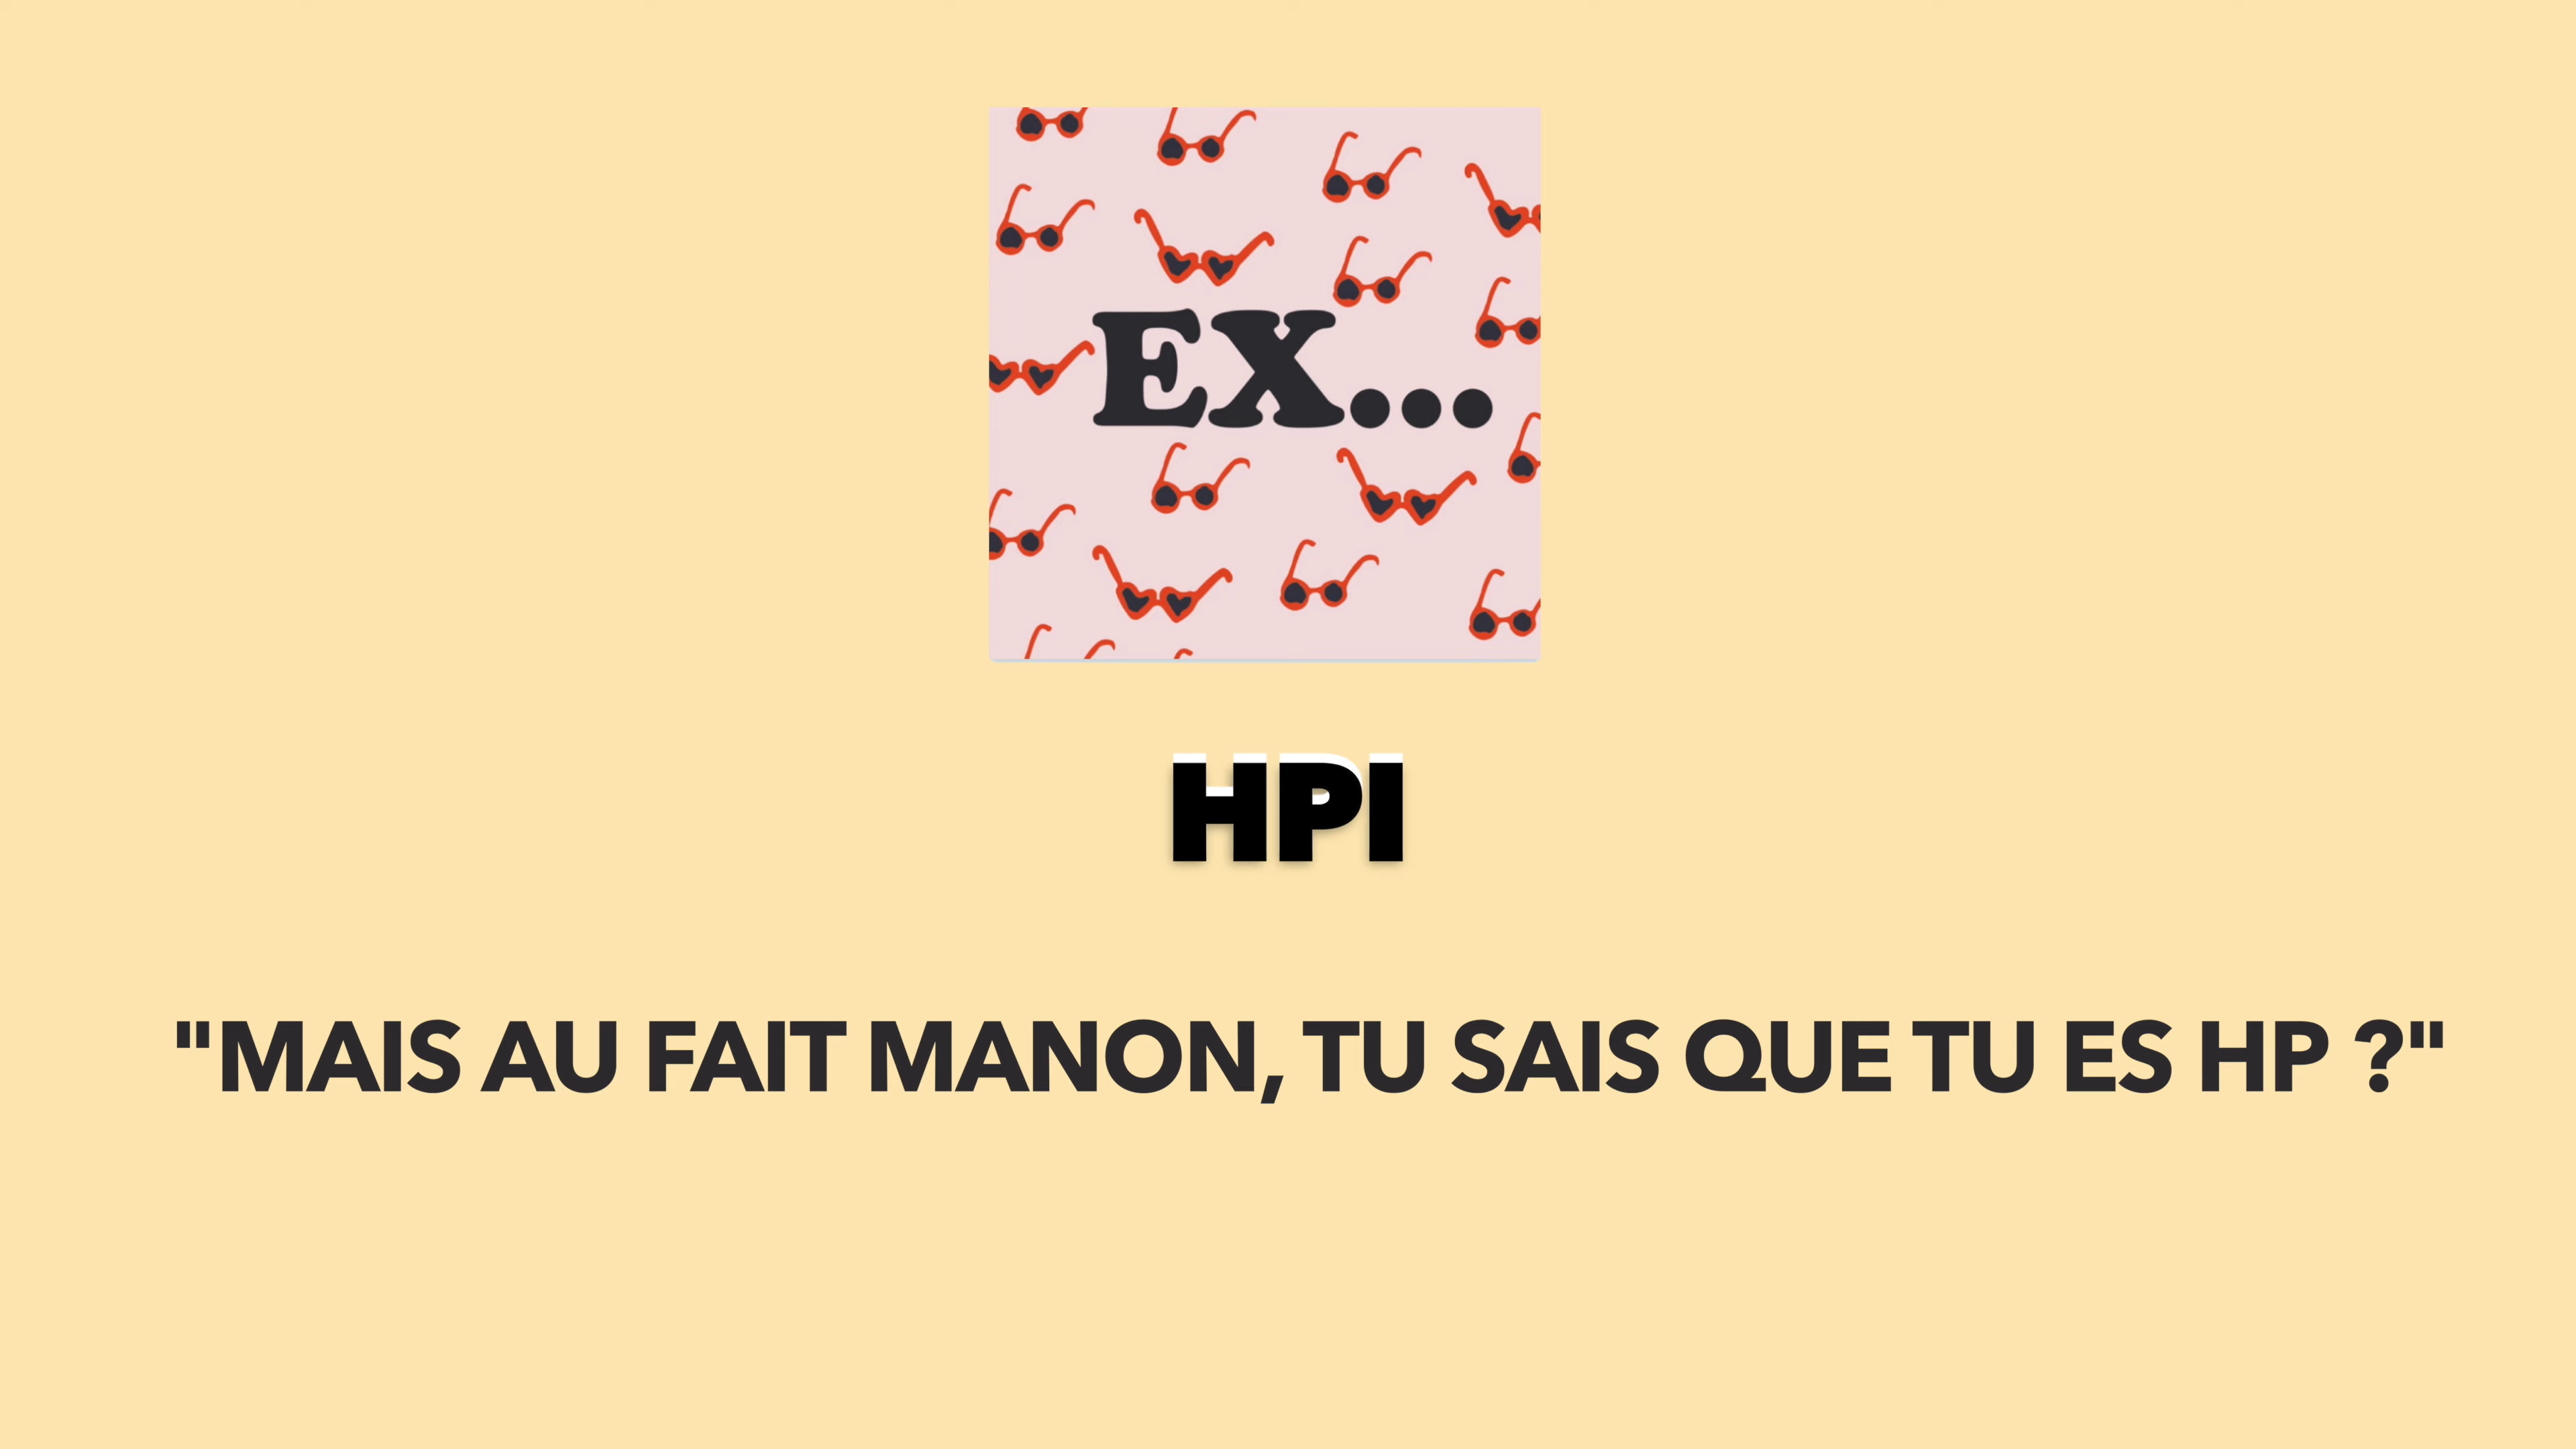 EX...
HPI
"MAIS AU FAIT MANON, TU SAIS QUE TU ES HP ?"